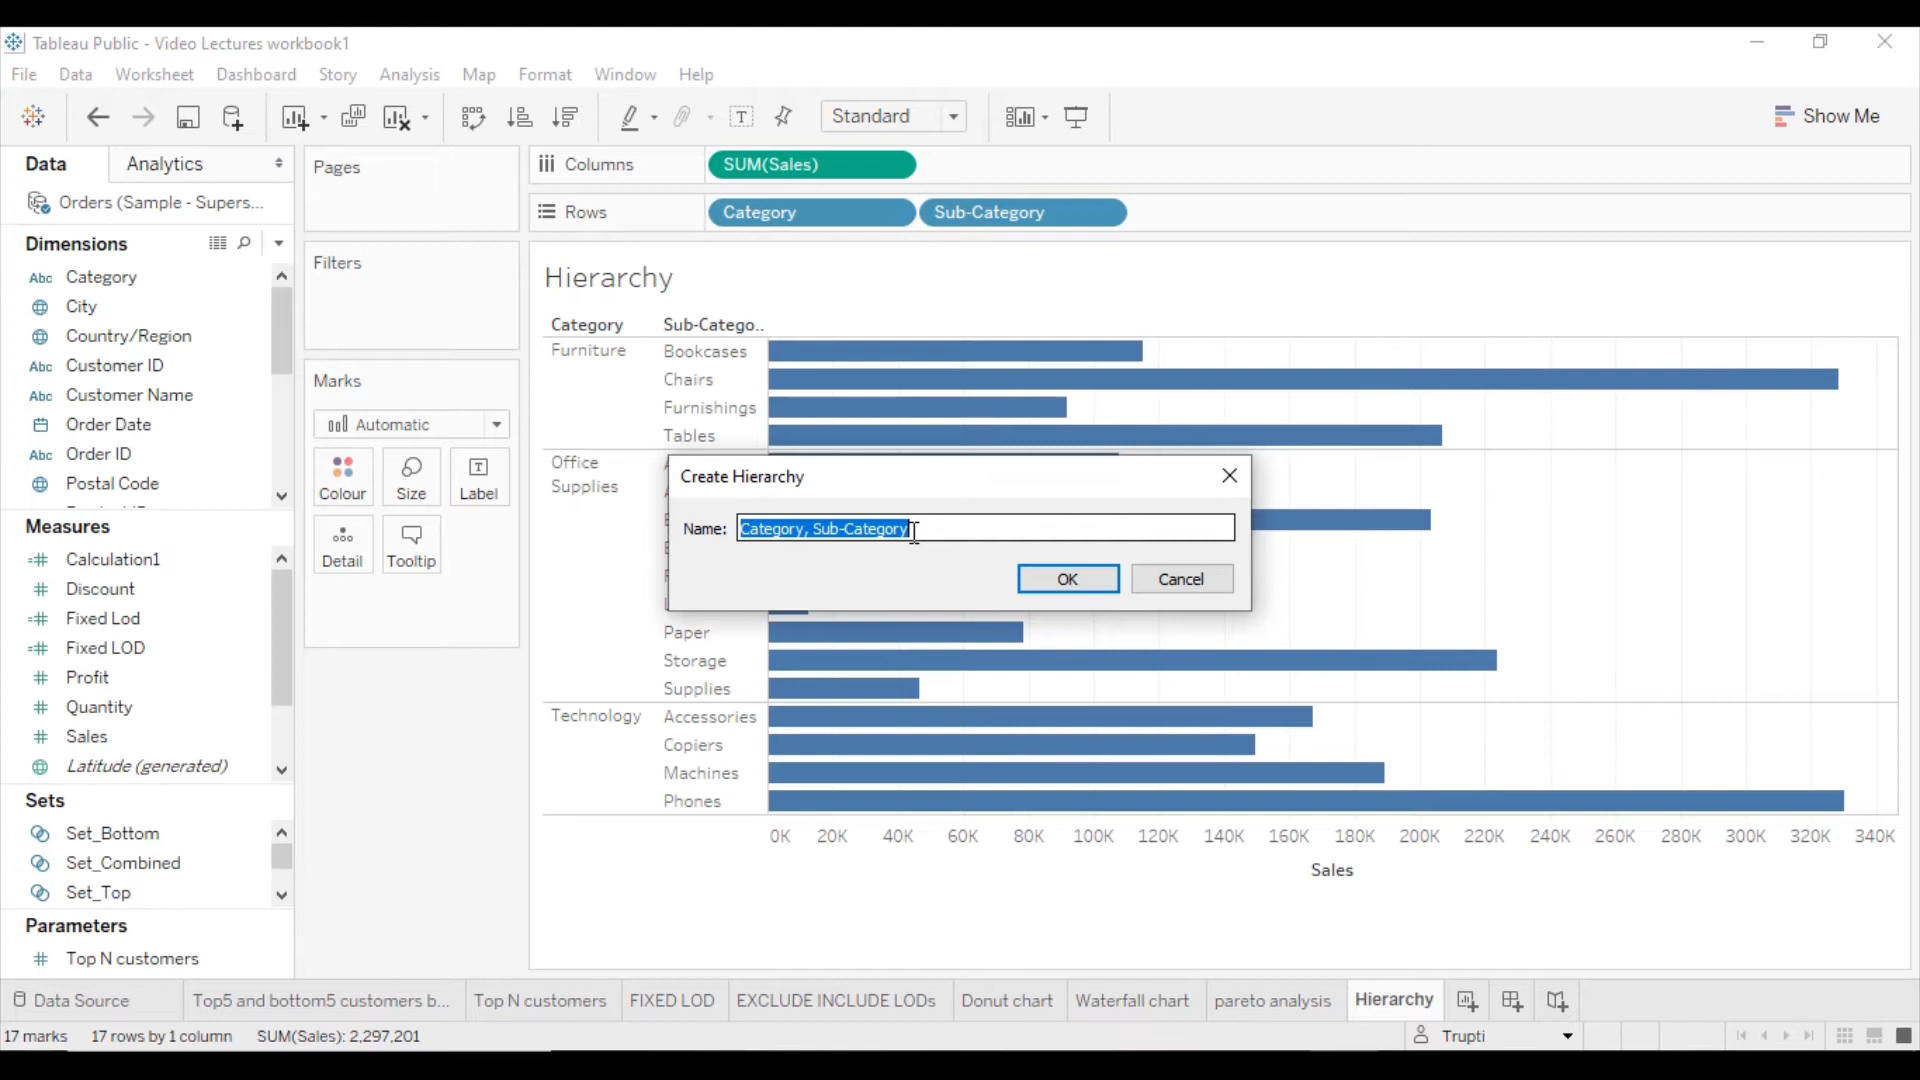 Tableau Public - Video Lectures workbook1
File Data Worksheet Dashboard Story Analysis Map Format Window Help
Standard
Show Me
Data Analytics
Orders (Sample - Supers...
Dimensions
Abc Category
City
Country/Region
Abc Customer ID
Abc Customer Name
Order Date
Abc Order ID
Postal Code
Measures
Calculation1
Discount
Fixed Lod
Fixed LOD
Profit
Quantity
Sales
Latitude (generated)
Sets
Set_Bottom
Set_Combined
Set_Top
Parameters
Top N customers
Pages
Filters
Marks
Automatic
Colour Size Label
Detail Tooltip
Columns SUM(Sales)
Rows Category Sub-Category
Hierarchy
Category Sub-Catego..
Furniture Bookcases
Chairs
Furnishings
Tables
Office
Supplies
Create Hierarchy
Name: Category, Sub-Category
OK Cancel
Paper
Storage
Supplies
Technology Accessories
Copiers
Machines
Phones
0K 20K 40K 60K 80K 100K 120K 140K 160K 180K 200K 220K 240K 260K 280K 300K 320K 340K
Sales
Data Source Top5 and bottom5 customers b... Top N customers FIXED LOD EXCLUDE INCLUDE LODs Donut chart Waterfall chart pareto analysis Hierarchy
17 marks 17 rows by 1 column SUM(Sales): 2,297,201 Trupti